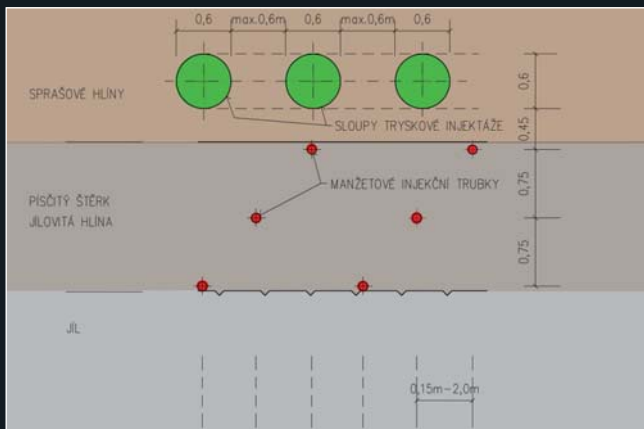 0,6 max.0,6m 0,6 max.0,6m 0,6
0,6
SPRAŠOVÉ HLÍNY
SLOUPY TRYSKOVÉ INJEKTÁŽE
0,45
MANŽETOVÉ INJEKČNÍ TRUBKY
0,75
PÍSČITÝ ŠTĚRK
JÍLOVITÁ HLÍNA
0,75
JÍL
0,15m–2,0m